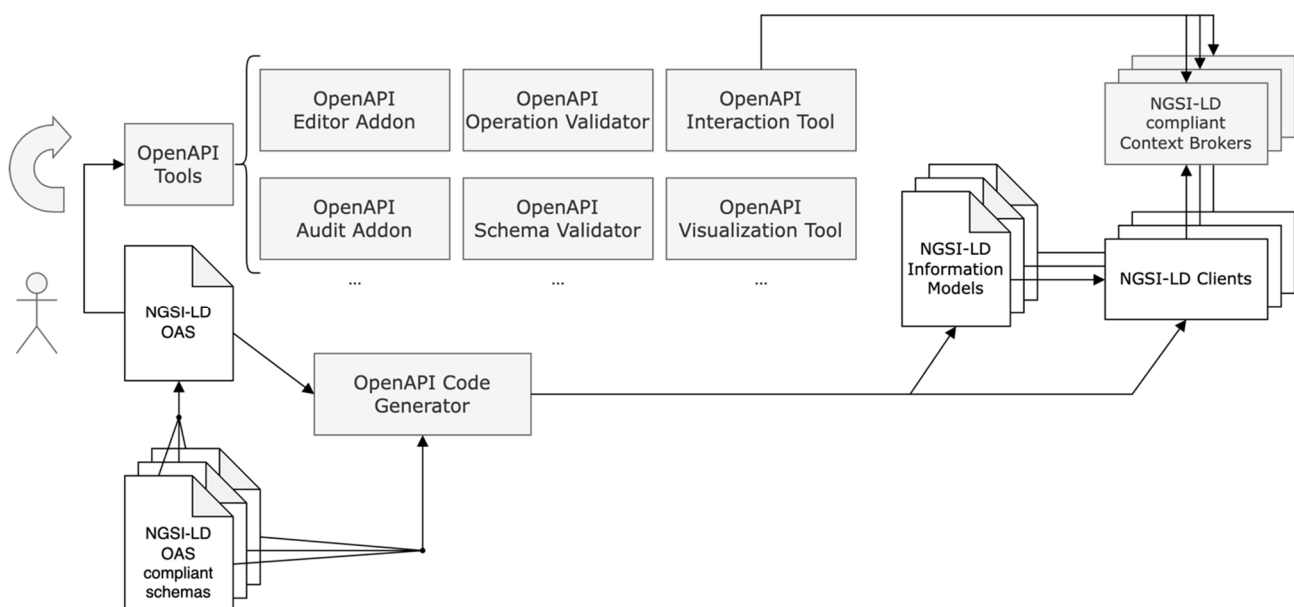 OpenAPI
Editor Addon
OpenAPI
Operation Validator
OpenAPI
Interaction Tool
NGSI-LD
compliant
Context Brokers
OpenAPI
Tools
OpenAPI
Audit Addon
OpenAPI
Schema Validator
OpenAPI
Visualization Tool
...
...
...
NGSI-LD
Information
Models
NGSI-LD Clients
NGSI-LD
OAS
OpenAPI Code
Generator
NGSI-LD
OAS
compliant
schemas